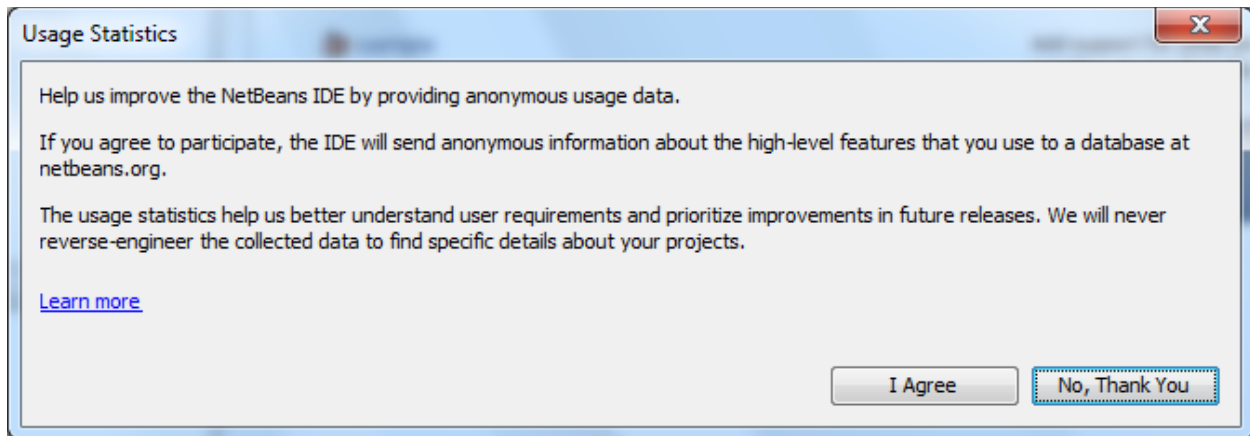 Usage Statistics
Help us improve the NetBeans IDE by providing anonymous usage data.
If you agree to participate, the IDE will send anonymous information about the high-level features that you use to a database at
netbeans.org.
The usage statistics help us better understand user requirements and prioritize improvements in future releases. We will never
reverse-engineer the collected data to find specific details about your projects.
Learn more
I Agree
No, Thank You